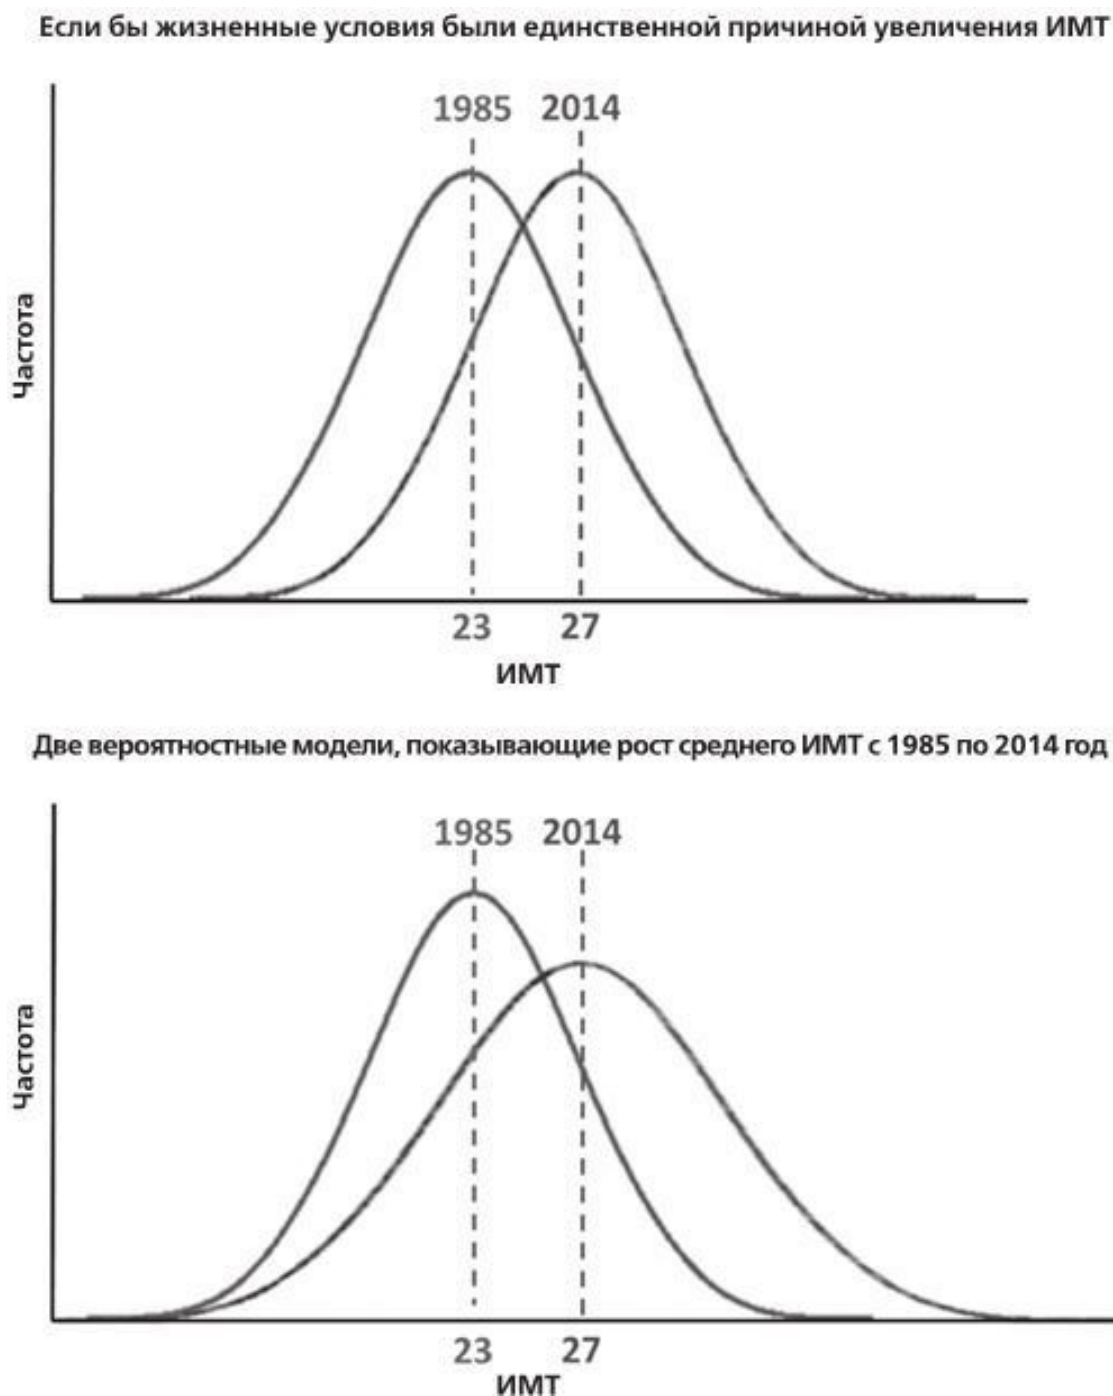 Если бы жизненные условия были единственной причиной увеличения ИМТ
1985 2014
Частота
23 27
ИМТ
Две вероятностные модели, показывающие рост среднего ИМТ с 1985 по 2014 год
1985 2014
Частота
23 27
ИМТ